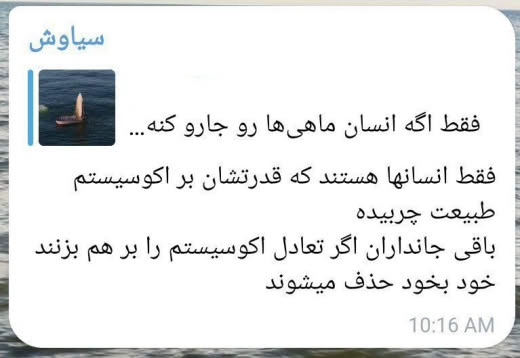 سیاوش
فقط اگه انسان ماهی‌ها رو جارو کنه...
فقط انسانها هستند که قدرتشان بر اکوسیستم
طبیعت چربیده
باقی جانداران اگر تعادل اکوسیستم را بر هم بزنند
خود بخود حذف میشوند
10:16 AM